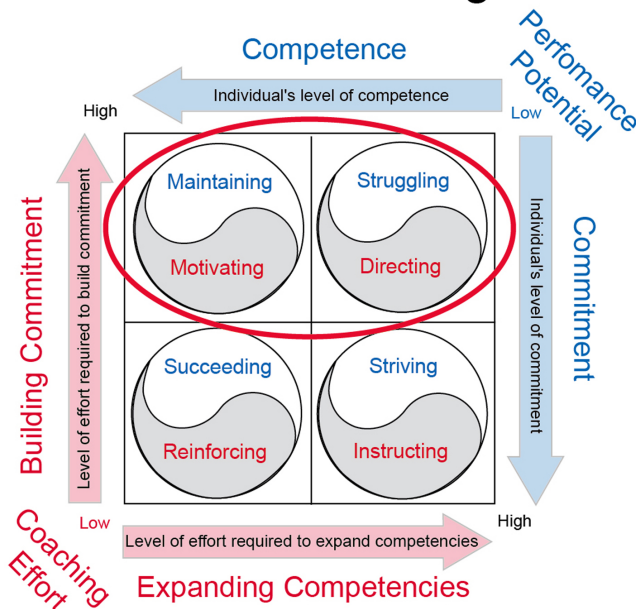 Competence
Perfomance
Potential
Individual's level of competence
High
Low
Maintaining
Struggling
Motivating
Directing
Building Commitment
Level of effort required to build commitment
Individual's level of commitment
Commitment
Succeeding
Striving
Reinforcing
Instructing
Low
High
Level of effort required to expand competencies
Coaching
Effort
Expanding Competencies